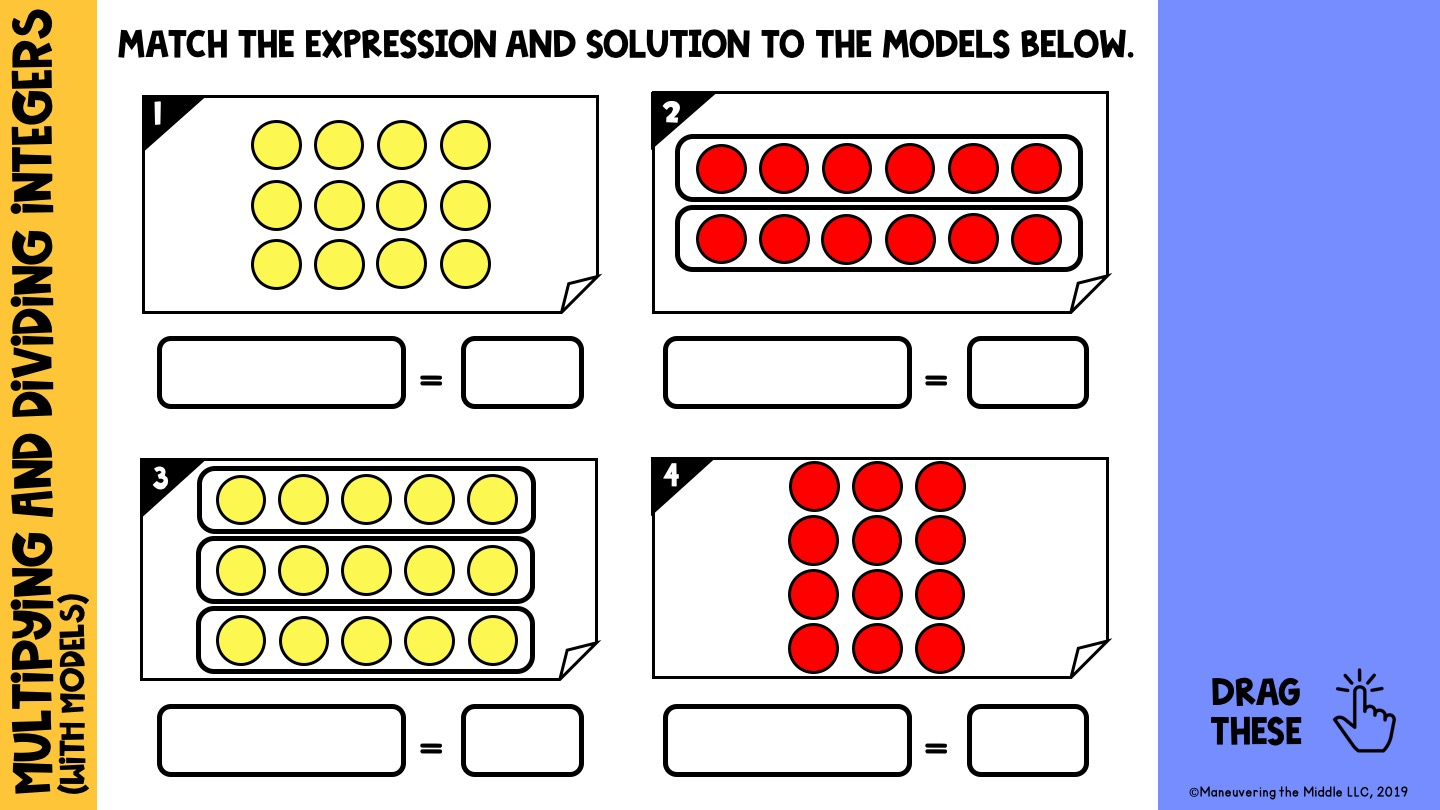 MULTIPYING AND DIVIDING INTEGERS
(WITH MODELS)
MATCH THE EXPRESSION AND SOLUTION TO THE MODELS BELOW.
1
2
=
=
3
4
=
=
DRAG
THESE
©Maneuvering the Middle LLC, 2019